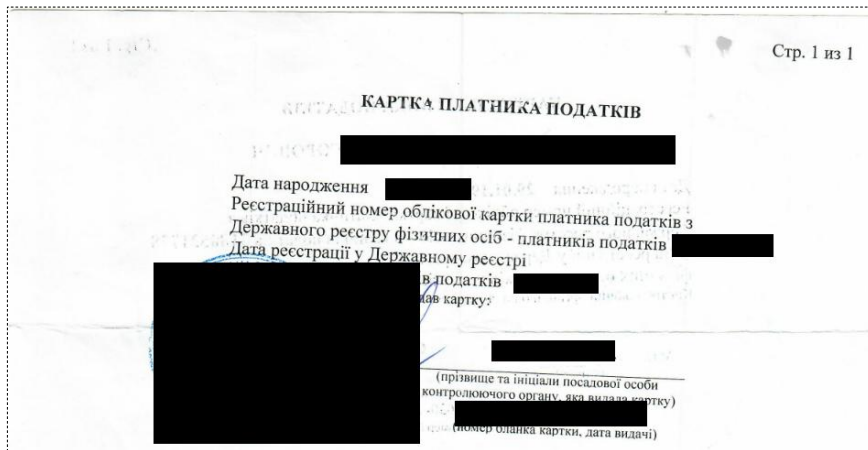 Стр. 1 из 1
КАРТКА ПЛАТНИКА ПОДАТКІВ
Дата народження
Реєстраційний номер облікової картки платника податків з
Державного реєстру фізичних осіб - платників податків
Дата реєстрації у Державному реєстрі
ів податків
дав картку:
(прізвище та ініціали посадової особи
контролюючого органу, яка видала картку)
(номер бланка картки, дата видачі)